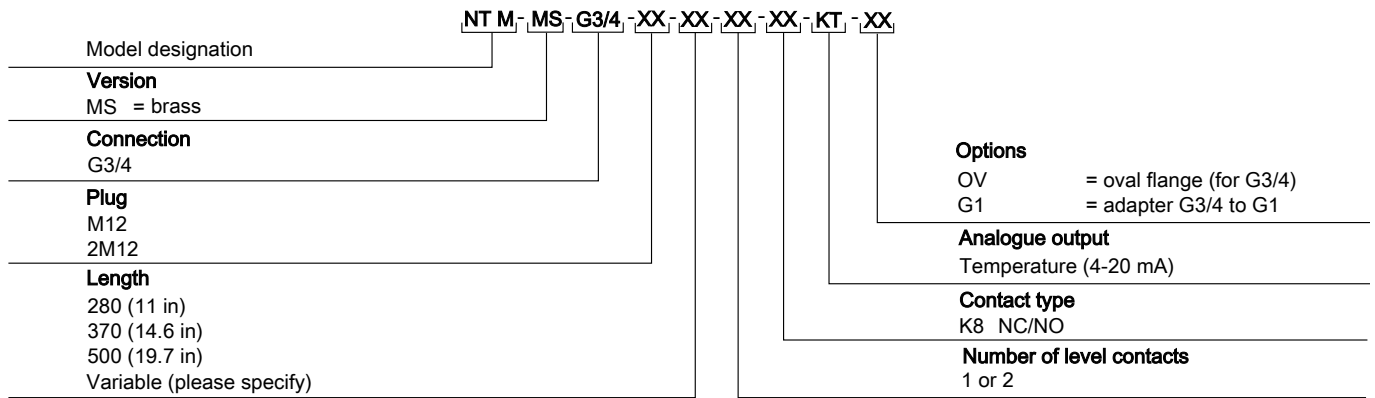 NT M - MS - G3/4 - XX - XX - XX - XX - KT - XX
Model designation
Version
MS = brass
Connection
G3/4
Plug
M12
2M12
Length
280 (11 in)
370 (14.6 in)
500 (19.7 in)
Variable (please specify)
Options
OV = oval flange (for G3/4)
G1 = adapter G3/4 to G1
Analogue output
Temperature (4-20 mA)
Contact type
K8 NC/NO
Number of level contacts
1 or 2